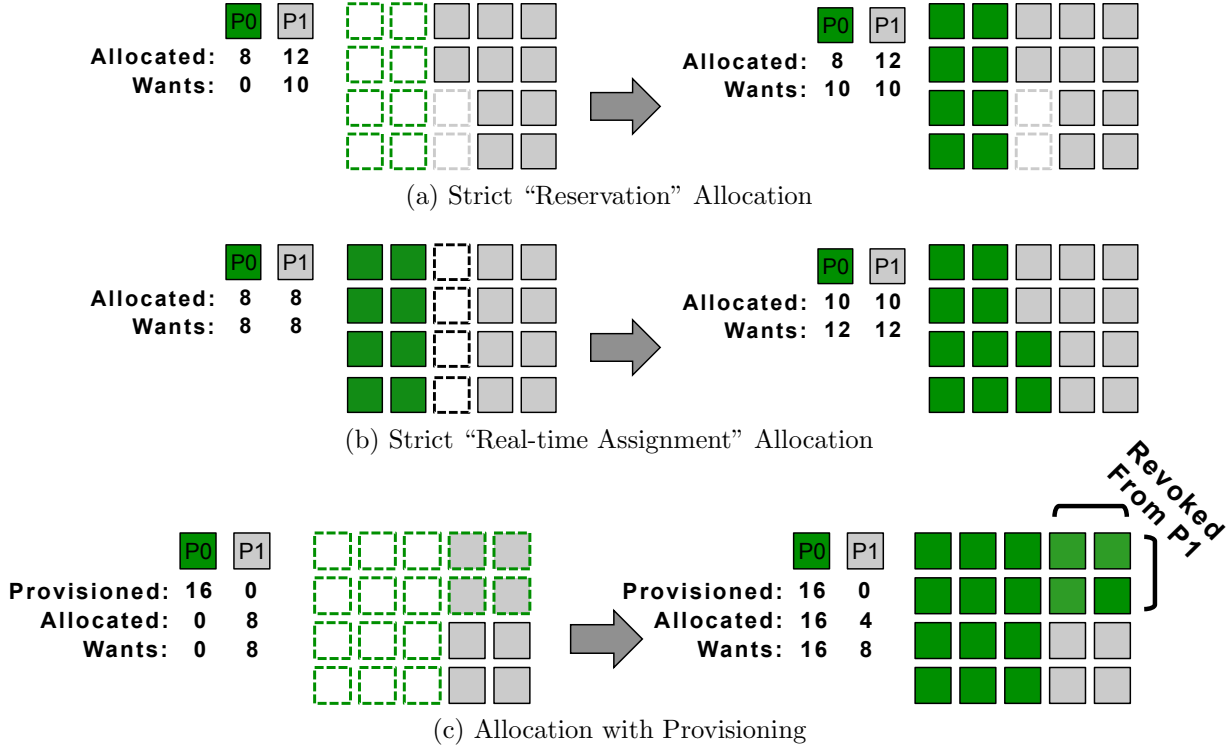 P0 P1
Allocated: 8 12
Wants: 0 10
P0 P1
Allocated: 8 12
Wants: 10 10
(a) Strict “Reservation” Allocation
P0 P1
Allocated: 8 8
Wants: 8 8
P0 P1
Allocated: 10 10
Wants: 12 12
(b) Strict “Real-time Assignment” Allocation
P0 P1
Provisioned: 16 0
Allocated: 0 8
Wants: 0 8
P0 P1
Provisioned: 16 0
Allocated: 16 4
Wants: 16 8
Revoked
From P1
(c) Allocation with Provisioning